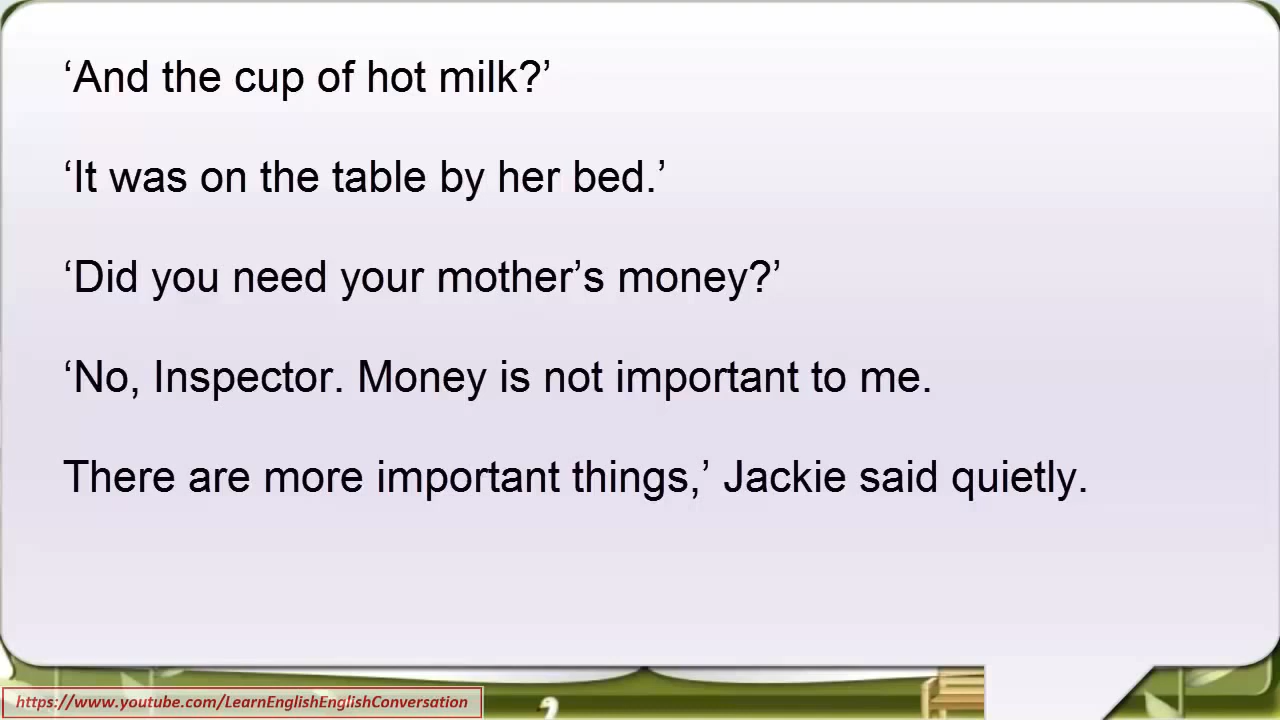 ‘And the cup of hot milk?’
‘It was on the table by her bed.’
‘Did you need your mother’s money?’
‘No, Inspector. Money is not important to me.
There are more important things,’ Jackie said quietly.
https://www.youtube.com/LearnEnglishEnglishConversation